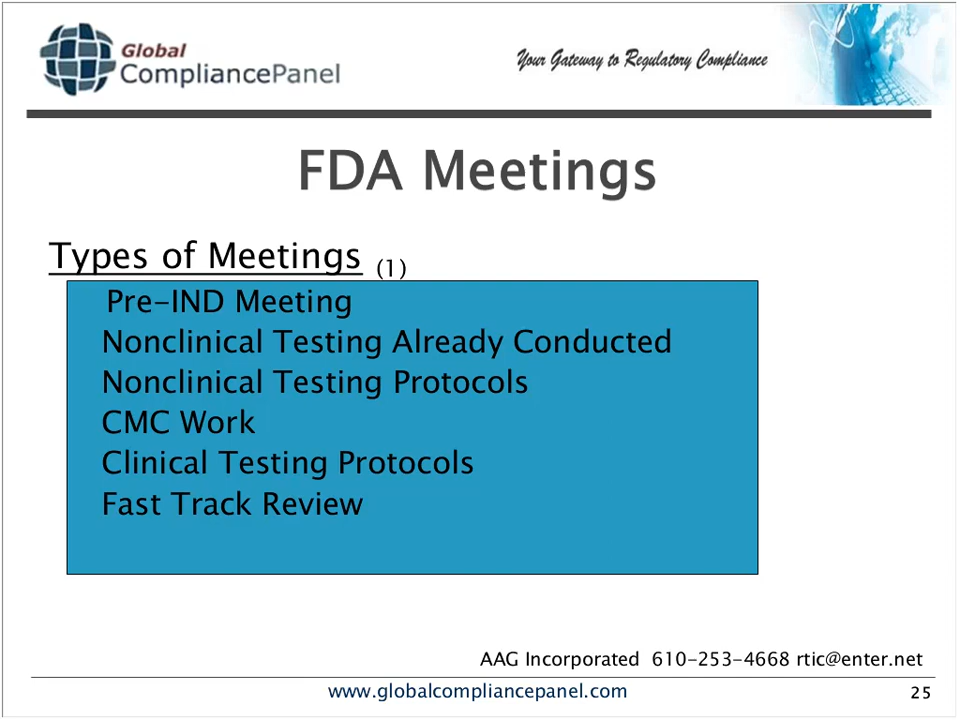 Global
CompliancePanel
Your Gateway to Regulatory Compliance
FDA Meetings
Types of Meetings (1)
Pre-IND Meeting
Nonclinical Testing Already Conducted
Nonclinical Testing Protocols
CMC Work
Clinical Testing Protocols
Fast Track Review
AAG Incorporated 610-253-4668 rtic@enter.net
www.globalcompliancepanel.com
25